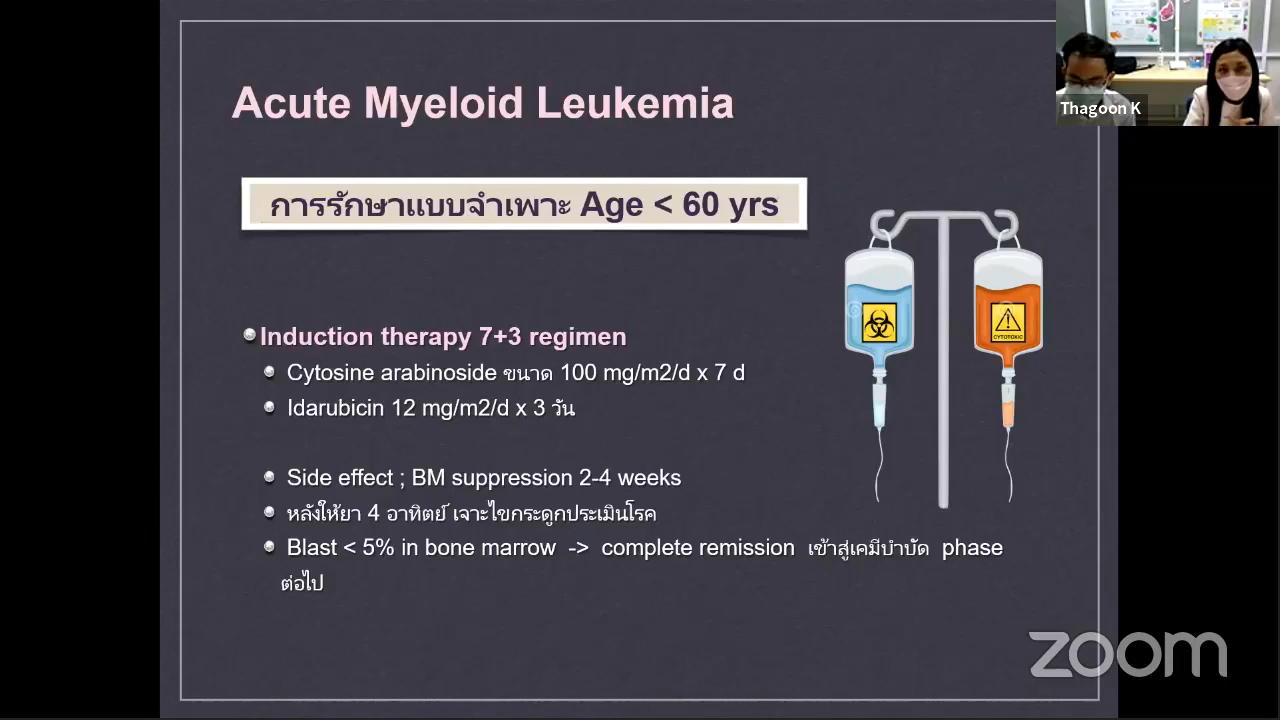 Acute Myeloid Leukemia
Thagoon K
การรักษาแบบจำเพาะ Age < 60 yrs
CYTOTOXIC
Induction therapy 7+3 regimen
Cytosine arabinoside ขนาด 100 mg/m2/d x 7 d
Idarubicin 12 mg/m2/d x 3 วัน
Side effect ; BM suppression 2-4 weeks
หลังให้ยา 4 อาทิตย์ เจาะไขกระดูกประเมินโรค
Blast < 5% in bone marrow -> complete remission เข้าสู่เคมีบำบัด phase
ต่อไป
zoom